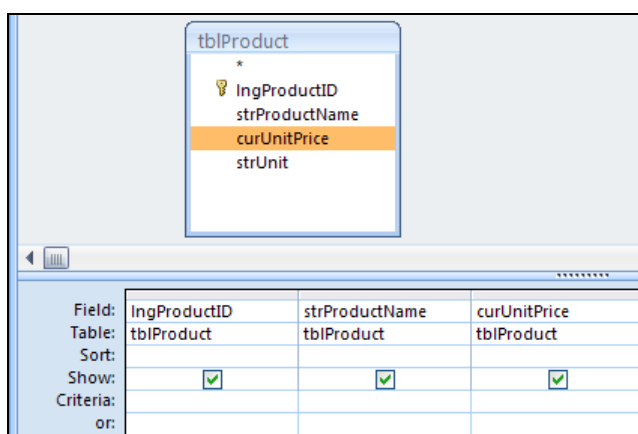 tblProduct
*
lngProductID
strProductName
curUnitPrice
strUnit
Field: lngProductID strProductName curUnitPrice
Table: tblProduct tblProduct tblProduct
Sort:
Show:
Criteria:
or: